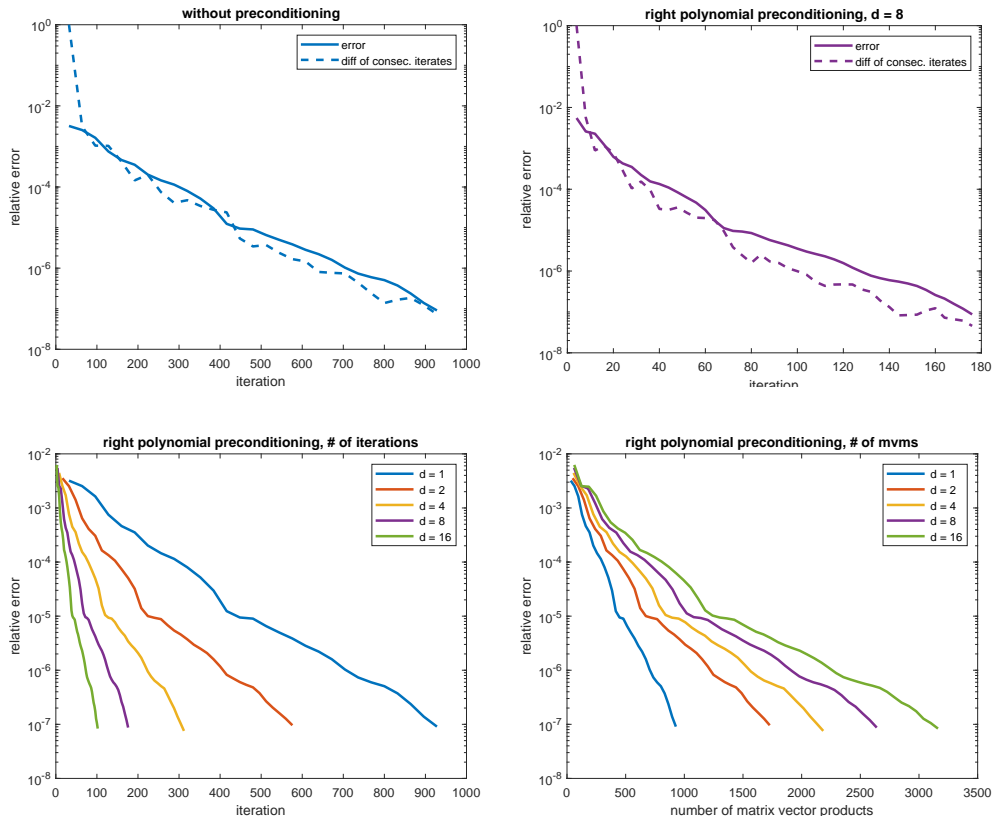 without preconditioning
10^0
10^-2
10^-4
10^-6
10^-8
relative error
error
diff of consec. iterates
0 100 200 300 400 500 600 700 800 900 1000
iteration
right polynomial preconditioning, d = 8
10^0
10^-2
10^-4
10^-6
10^-8
relative error
error
diff of consec. iterates
0 20 40 60 80 100 120 140 160 180
iteration
right polynomial preconditioning, # of iterations
10^-2
10^-3
10^-4
10^-5
10^-6
10^-7
10^-8
relative error
d = 1
d = 2
d = 4
d = 8
d = 16
0 100 200 300 400 500 600 700 800 900 1000
iteration
right polynomial preconditioning, # of mvms
10^-2
10^-3
10^-4
10^-5
10^-6
10^-7
10^-8
relative error
d = 1
d = 2
d = 4
d = 8
d = 16
0 500 1000 1500 2000 2500 3000 3500
number of matrix vector products